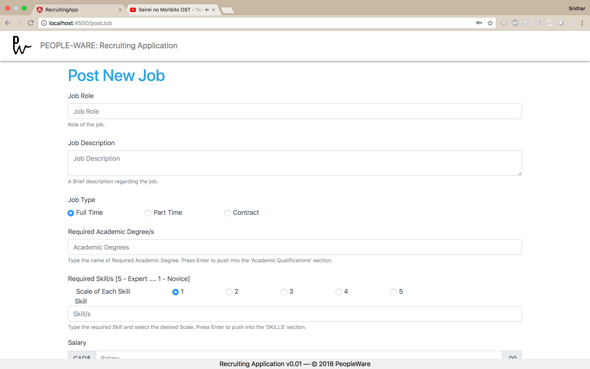 RecruitingApp
Seirei no Moribito OST - To
Sridhar
localhost:4500/postJob
PEOPLE-WARE: Recruiting Application
Post New Job
Job Role
Job Role
Role of the job.
Job Description
Job Description
A Brief description regarding the job.
Job Type
Full Time Part Time Contract
Required Academic Degree/s
Academic Degrees
Type the name of Required Academic Degree. Press Enter to push into the 'Academic Qualifications' section.
Required Skill/s [5 - Expert .... 1 - Novice]
Scale of Each Skill 1 2 3 4 5
Skill
Skill/s
Type the required Skill and select the desired Scale. Press Enter to push into the 'SKILLS' section.
Salary
CAD$ Salary .00
Recruiting Application v0.01 — © 2018 PeopleWare